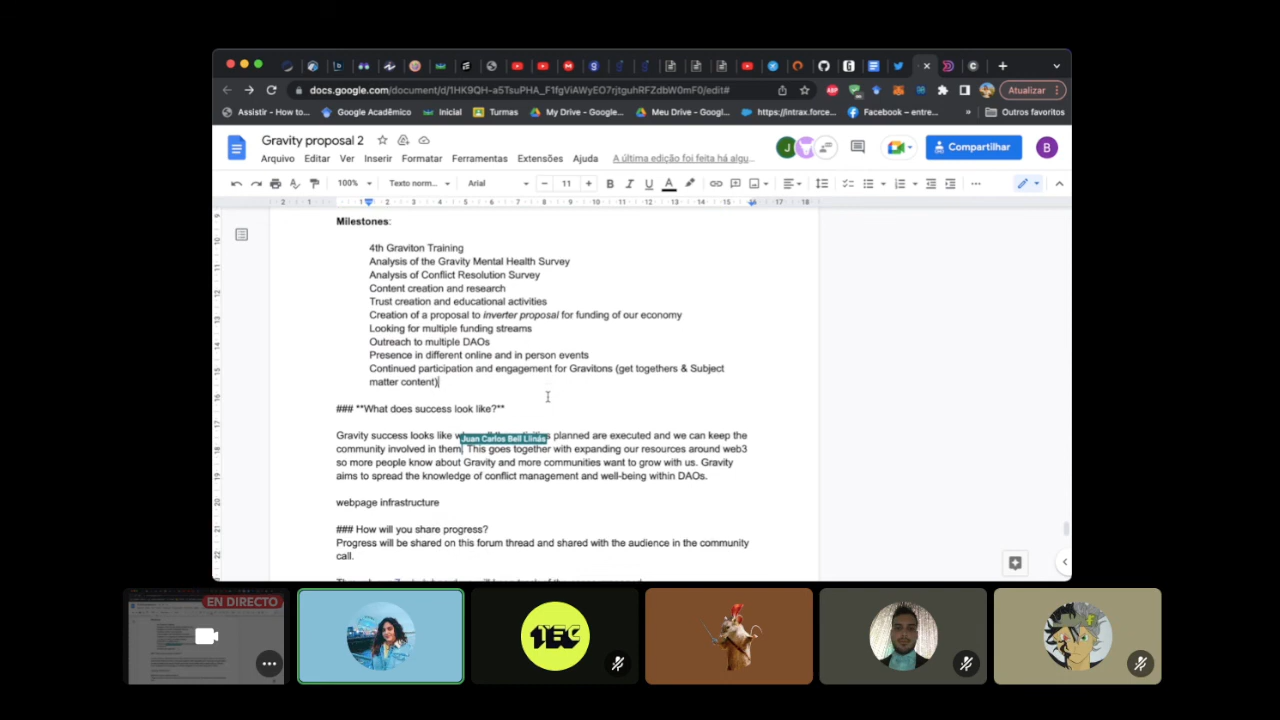 docs.google.com/document/d/1HK9QH-a5TsuPHA_F1fgViAWyEO7rjtguhRFZdbW0mF0/edit#
Atualizar
Assistir - How to...
Google Acadêmico
Inicial
Turmas
My Drive - Google...
Meu Drive - Googl...
https://intrax.force...
Facebook – entre...
»
Outros favoritos
Gravity proposal 2
Arquivo Editar Ver Inserir Formatar Ferramentas Extensões Ajuda
A última edição foi feita há algu...
J
Compartilhar
B
100%
Texto norm...
Arial
11
Milestones:
4th Graviton Training
Analysis of the Gravity Mental Health Survey
Analysis of Conflict Resolution Survey
Content creation and research
Trust creation and educational activities
Creation of a proposal to inverter proposal for funding of our economy
Looking for multiple funding streams
Outreach to multiple DAOs
Presence in different online and in person events
Continued participation and engagement for Gravitons (get togethers & Subject
matter content)
### **What does success look like?**
Juan Carlos Bell Llinás
Gravity success looks like planned are executed and we can keep the
community involved in them. This goes together with expanding our resources around web3
so more people know about Gravity and more communities want to grow with us. Gravity
aims to spread the knowledge of conflict management and well-being within DAOs.
webpage infrastructure
### How will you share progress?
Progress will be shared on this forum thread and shared with the audience in the community
call.
EN DIRECTO
TEC